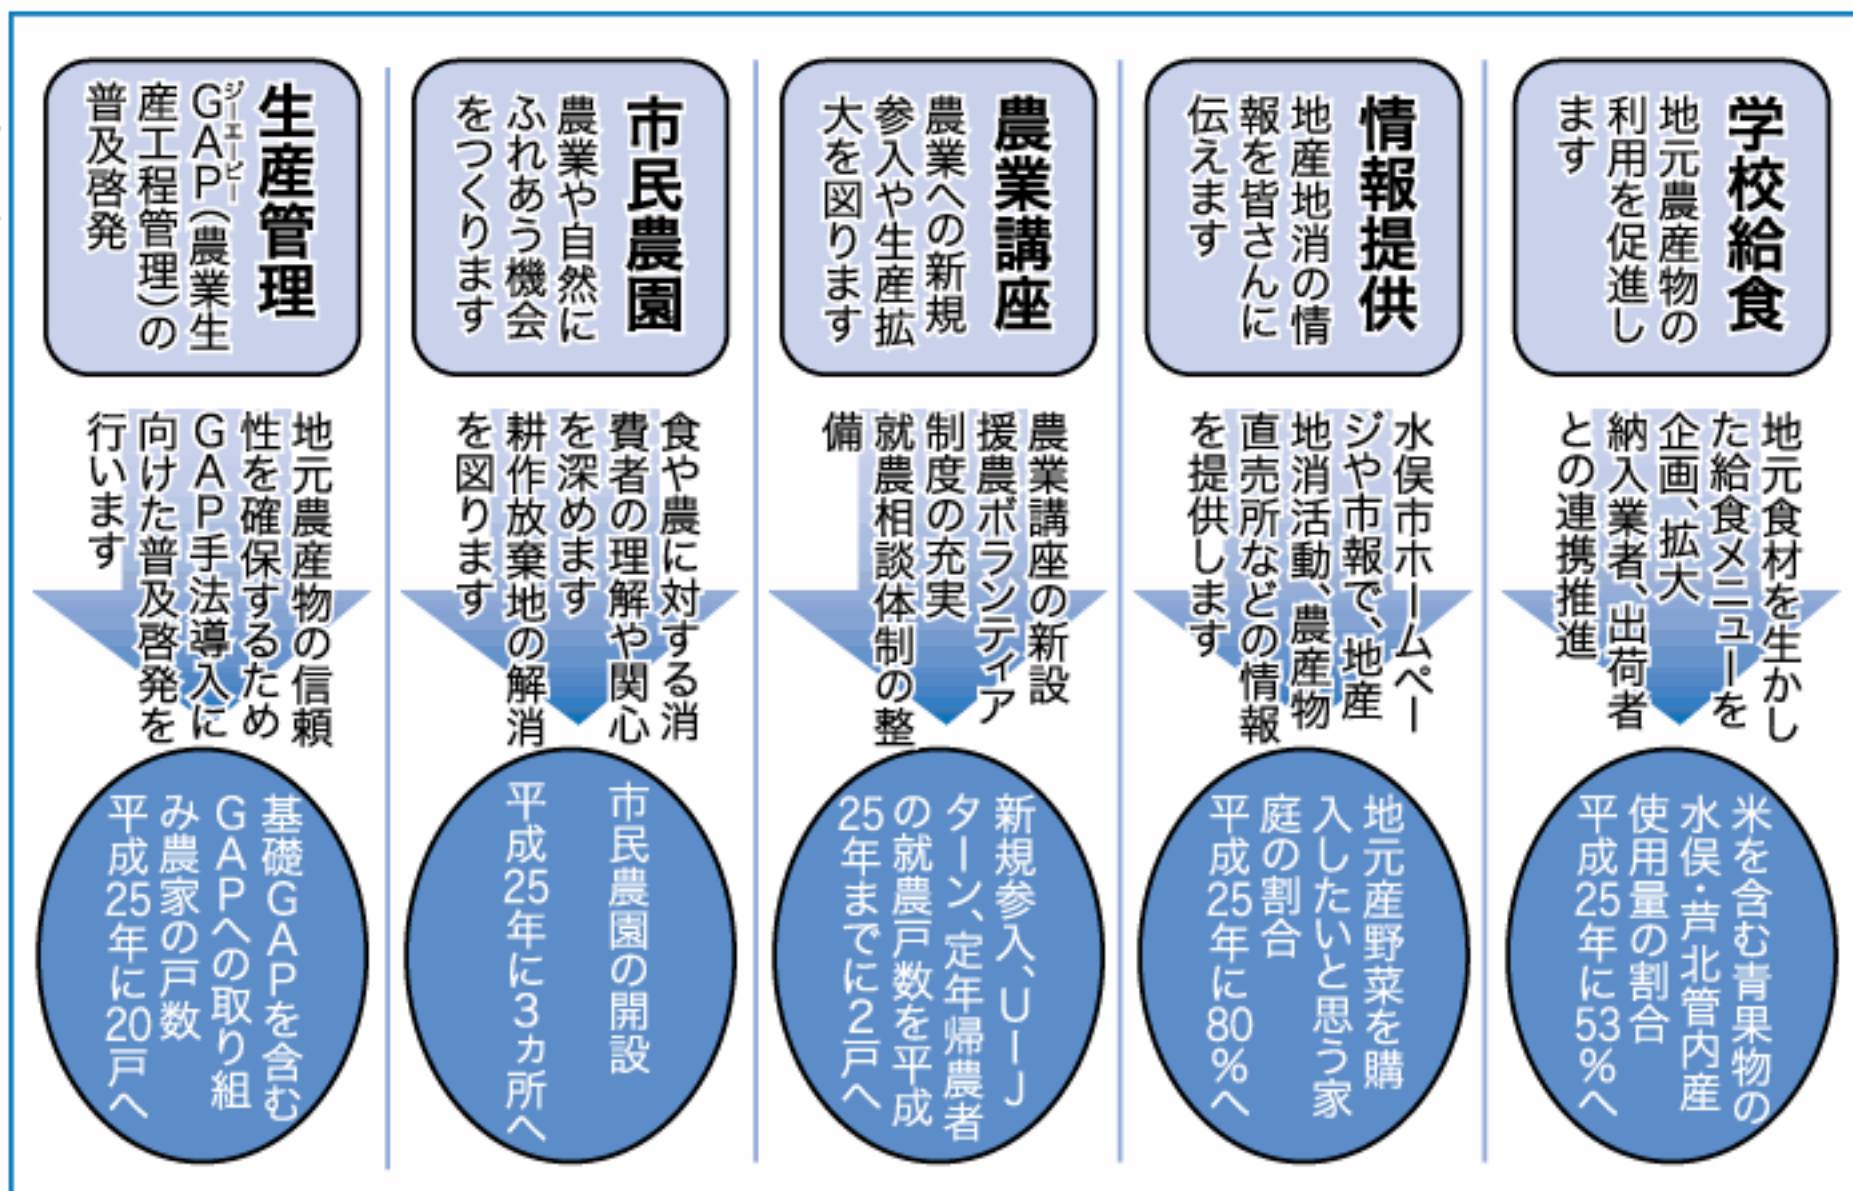 学校給食
地元農産物の
利用を促進し
ます
地元食材を生かし
た給食メニューを
企画、拡大
納入業者、出荷者
との連携推進
米を含む青果物の
水俣・芦北管内産
使用量の割合
平成25年に53%へ
情報提供
地産地消の情
報を皆さんに
伝えます
水俣市ホームペー
ジや市報で、地産
地消活動、農産物
直売所などの情報
を提供します
地元産野菜を購
入したいと思う家
庭の割合
平成25年に80%へ
農業講座
農業への新規
参入や生産拡
大を図ります
農業講座の新設
援農ボランティア
制度の充実
就農相談体制の整
備
新規参入、UーJ
ターン、定年帰農者
の就農戸数を平成
25年までに2戸へ
市民農園
農業や自然に
ふれあう機会
をつくります
食や農に対する消
費者の理解や関心
を深めます
耕作放棄地の解消
を図ります
市民農園の開設
平成25年に3ヵ所へ
生産管理
ジーエーピー
GAP(農業生
産工程管理)の
普及啓発
地元農産物の信頼
性を確保するため
GAP手法導入に
向けた普及啓発を
行います
基礎GAPを含む
GAPへの取り組
み農家の戸数
平成25年に20戸へ